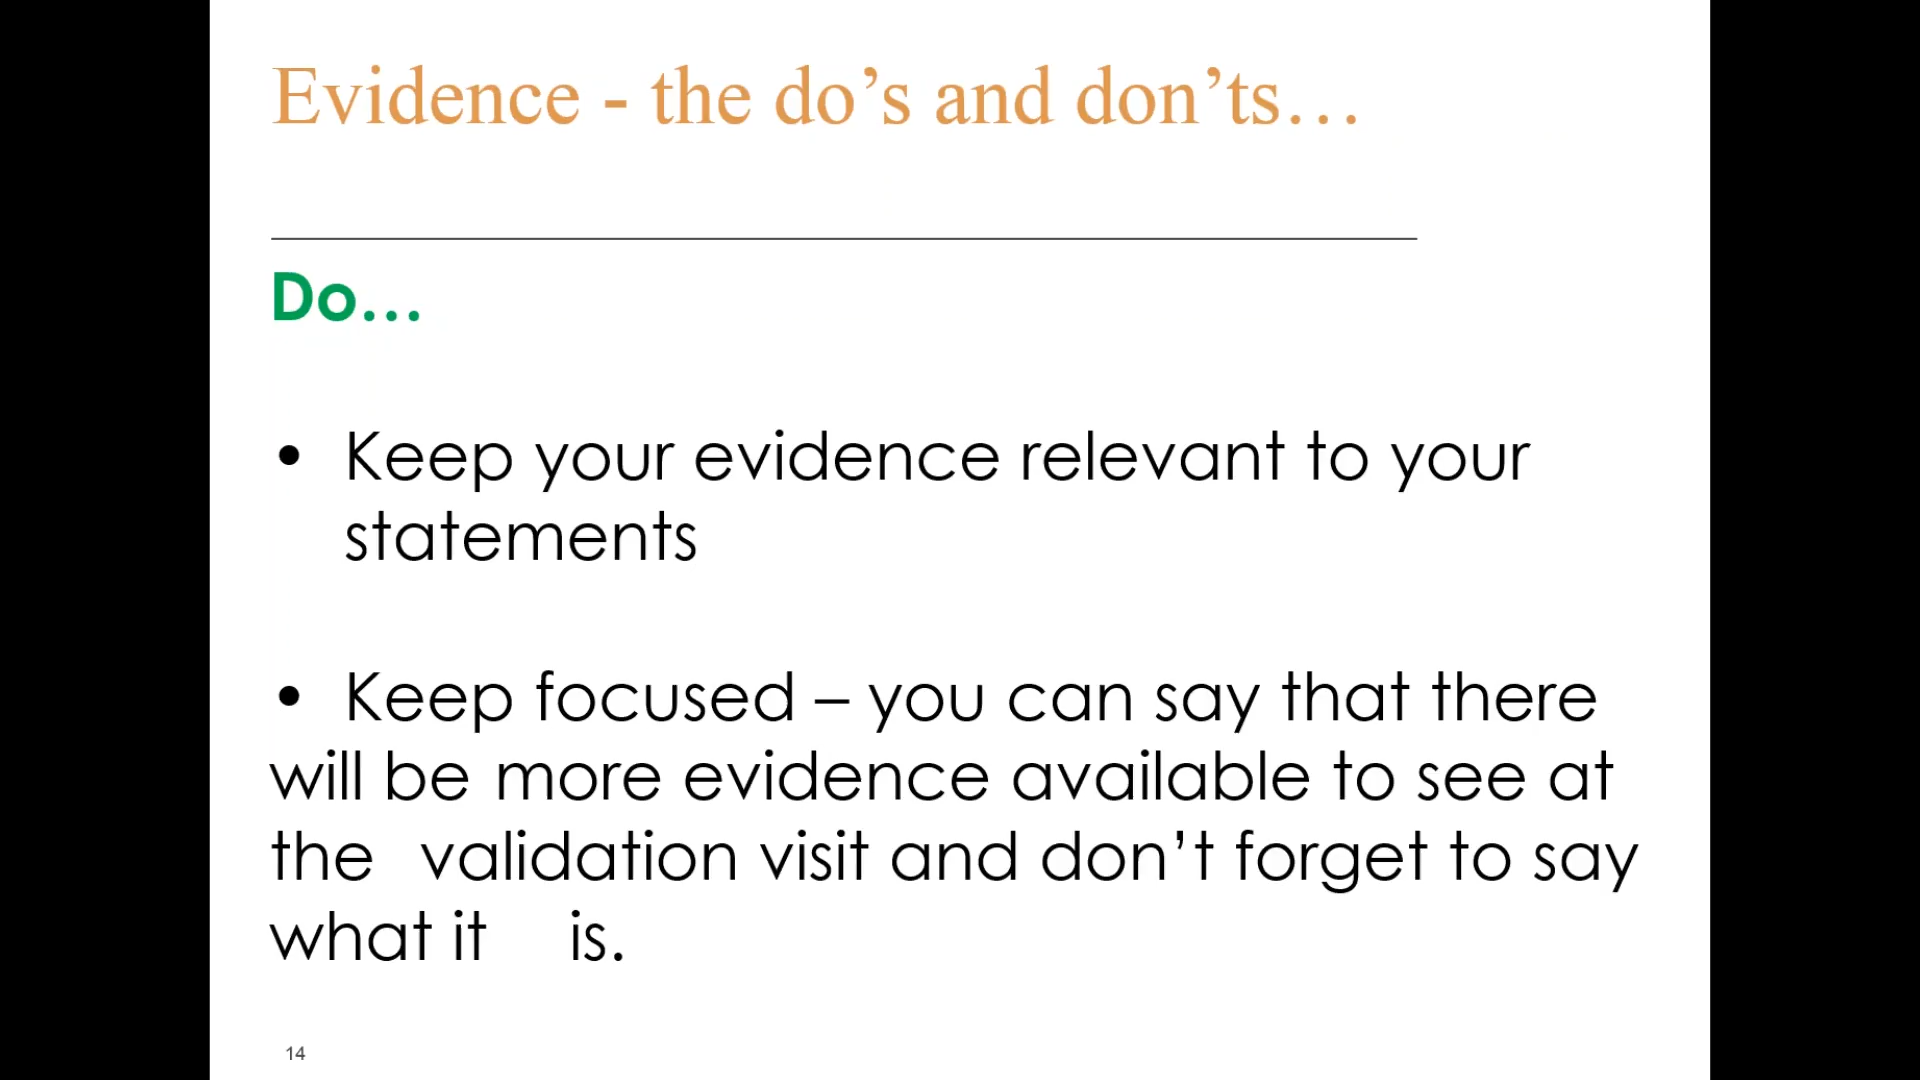 Evidence - the do’s and don’ts…
Do…
• Keep your evidence relevant to your
statements
• Keep focused – you can say that there
will be more evidence available to see at
the validation visit and don’t forget to say
what it is.
14